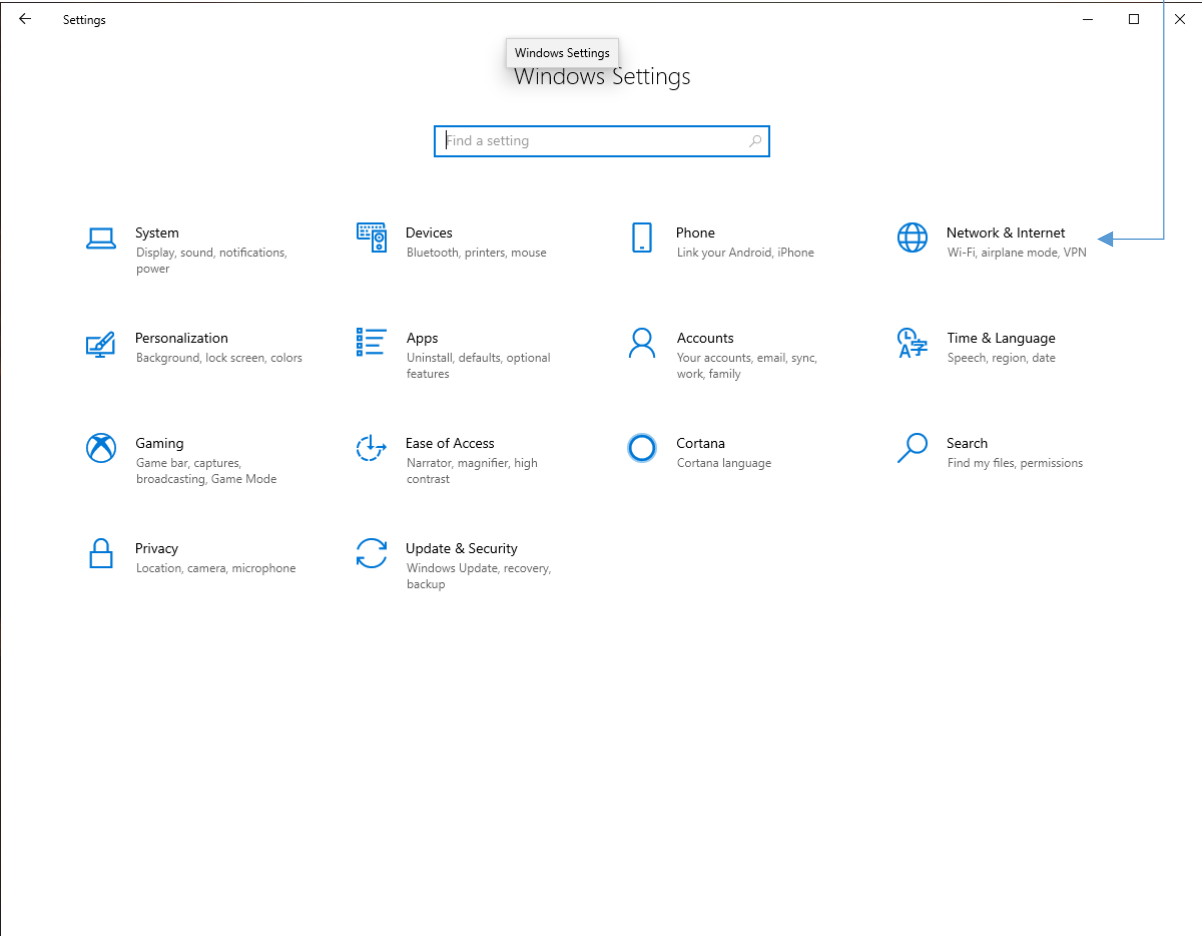 Settings
Windows Settings
Windows Settings
Find a setting
System
Display, sound, notifications,
power
Devices
Bluetooth, printers, mouse
Phone
Link your Android, iPhone
Network & Internet
Wi-Fi, airplane mode, VPN
Personalization
Background, lock screen, colors
Apps
Uninstall, defaults, optional
features
Accounts
Your accounts, email, sync,
work, family
Time & Language
Speech, region, date
Gaming
Game bar, captures,
broadcasting, Game Mode
Ease of Access
Narrator, magnifier, high
contrast
Cortana
Cortana language
Search
Find my files, permissions
Privacy
Location, camera, microphone
Update & Security
Windows Update, recovery,
backup